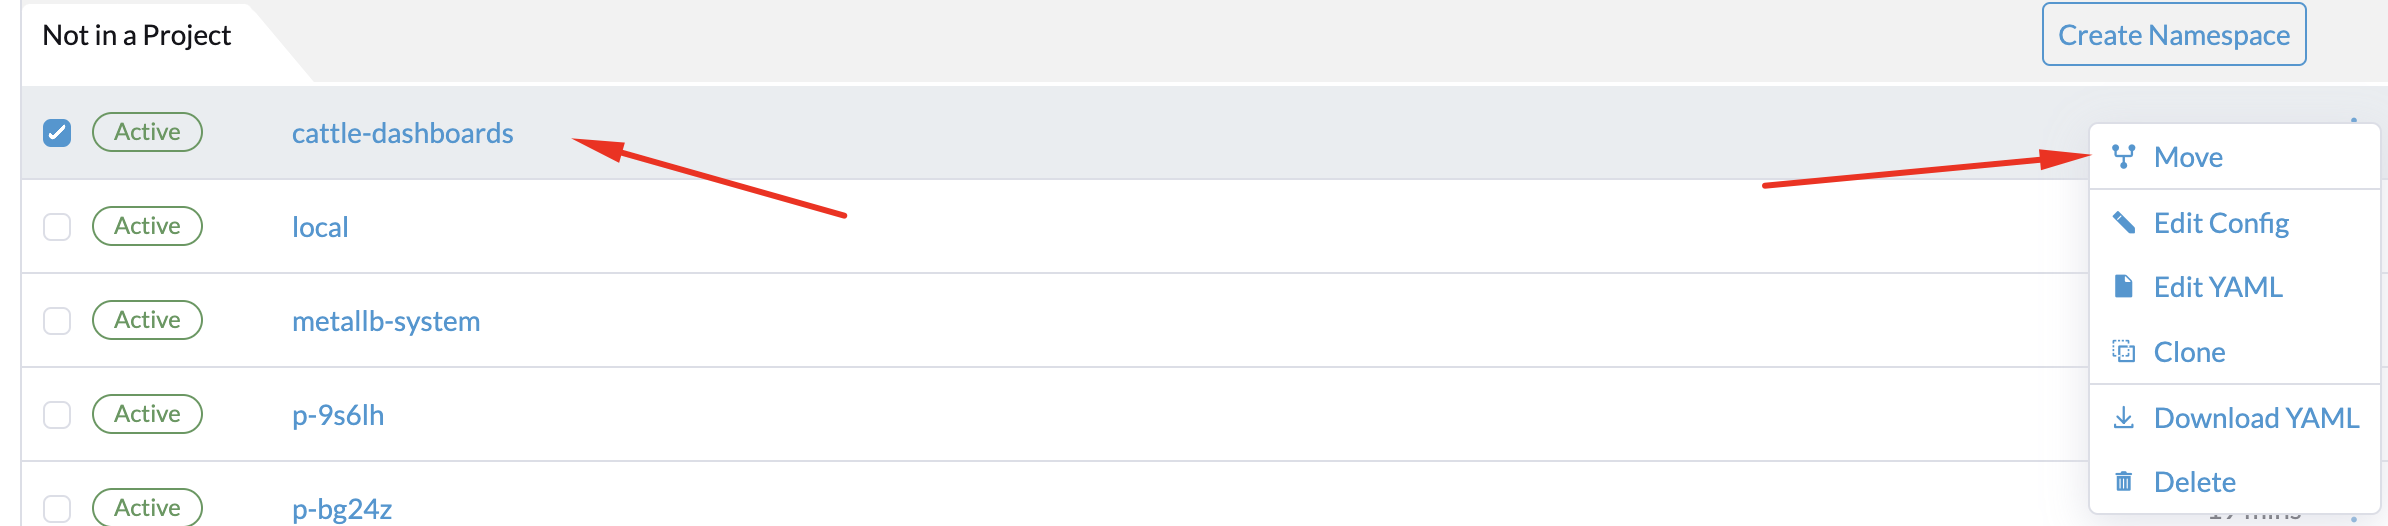 Not in a Project
Create Namespace
Active cattle-dashboards
Move
Active local
Edit Config
Edit YAML
Active metallb-system
Clone
Active p-9s6lh
Download YAML
Delete
Active p-bg24z